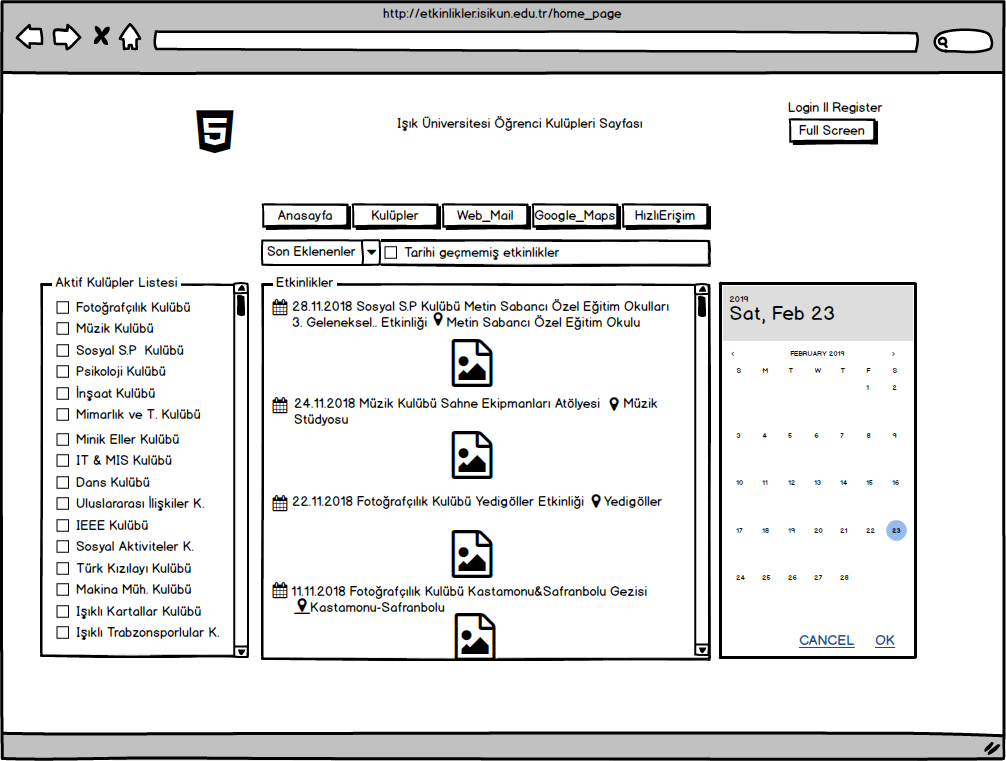 http://etkinlikler.isikun.edu.tr/home_page
Login II Register
Işık Üniversitesi Öğrenci Kulüpleri Sayfası
Full Screen
Anasayfa Kulüpler Web_Mail Google_Maps HızlıErişim
Son Eklenenler Tarihi geçmemiş etkinlikler
Aktif Kulüpler Listesi
Fotoğrafçılık Kulübü
Müzik Kulübü
Sosyal S.P Kulübü
Psikoloji Kulübü
İnşaat Kulübü
Mimarlık ve T. Kulübü
Minik Eller Kulübü
IT & MIS Kulübü
Dans Kulübü
Uluslararası İlişkiler K.
IEEE Kulübü
Sosyal Aktiviteler K.
Türk Kızılayı Kulübü
Makina Müh. Kulübü
Işıklı Kartallar Kulübü
Işıklı Trabzonsporlular K.
Etkinlikler
28.11.2018 Sosyal S.P Kulübü Metin Sabancı Özel Eğitim Okulları
3. Geleneksel.. Etkinliği Metin Sabancı Özel Eğitim Okulu
24.11.2018 Müzik Kulübü Sahne Ekipmanları Atölyesi Müzik
Stüdyosu
22.11.2018 Fotoğrafçılık Kulübü Yedigöller Etkinliği Yedigöller
11.11.2018 Fotoğrafçılık Kulübü Kastamonu&Safranbolu Gezisi
Kastamonu-Safranbolu
2019
Sat, Feb 23
‹ FEBRUARY 2019 ›
S M T W T F S
1 2
3 4 5 6 7 8 9
10 11 12 13 14 15 16
17 18 19 20 21 22 23
24 25 26 27 28
CANCEL OK